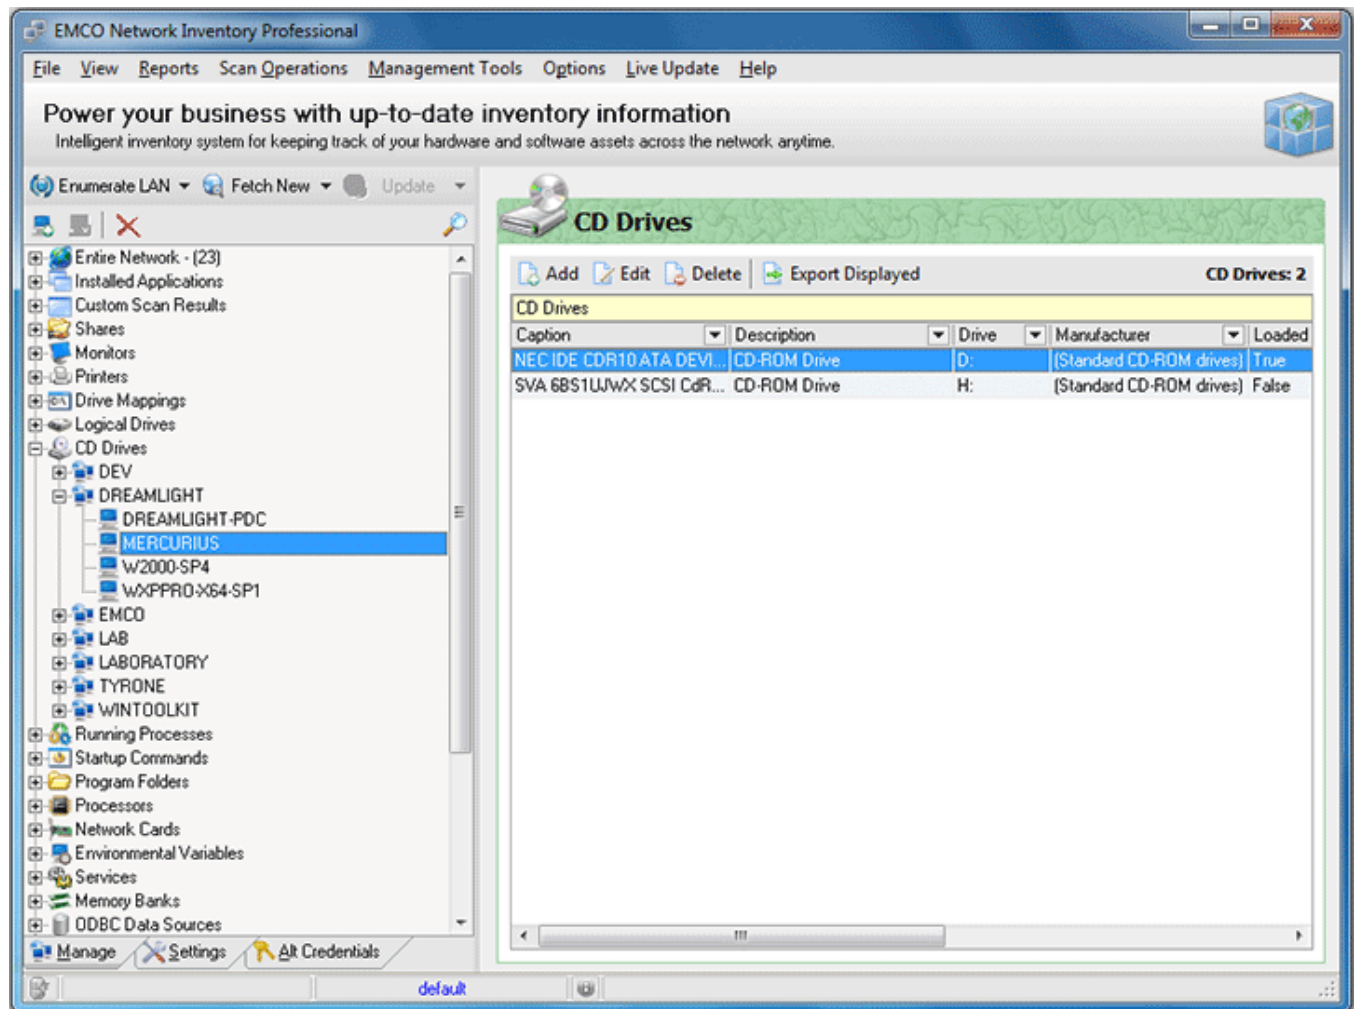 EMCO Network Inventory Professional
File View Reports Scan Operations Management Tools Options Live Update Help
Power your business with up-to-date inventory information
Intelligent inventory system for keeping track of your hardware and software assets across the network anytime.
Enumerate LAN Fetch New Update
Entire Network - (23)
Installed Applications
Custom Scan Results
Shares
Monitors
Printers
Drive Mappings
Logical Drives
CD Drives
DEV
DREAMLIGHT
DREAMLIGHT-PDC
MERCURIUS
W2000-SP4
WXPPRO-X64-SP1
EMCO
LAB
LABORATORY
TYRONE
WINTOOLKIT
Running Processes
Startup Commands
Program Folders
Processors
Network Cards
Environmental Variables
Services
Memory Banks
ODBC Data Sources
Manage Settings Alt Credentials
default
CD Drives
Add Edit Delete Export Displayed CD Drives: 2
CD Drives
Caption Description Drive Manufacturer Loaded
NEC IDE CDR10 ATA DEVI... CD-ROM Drive D: (Standard CD-ROM drives) True
SVA 6BS1UJWX SCSI CdR... CD-ROM Drive H: (Standard CD-ROM drives) False